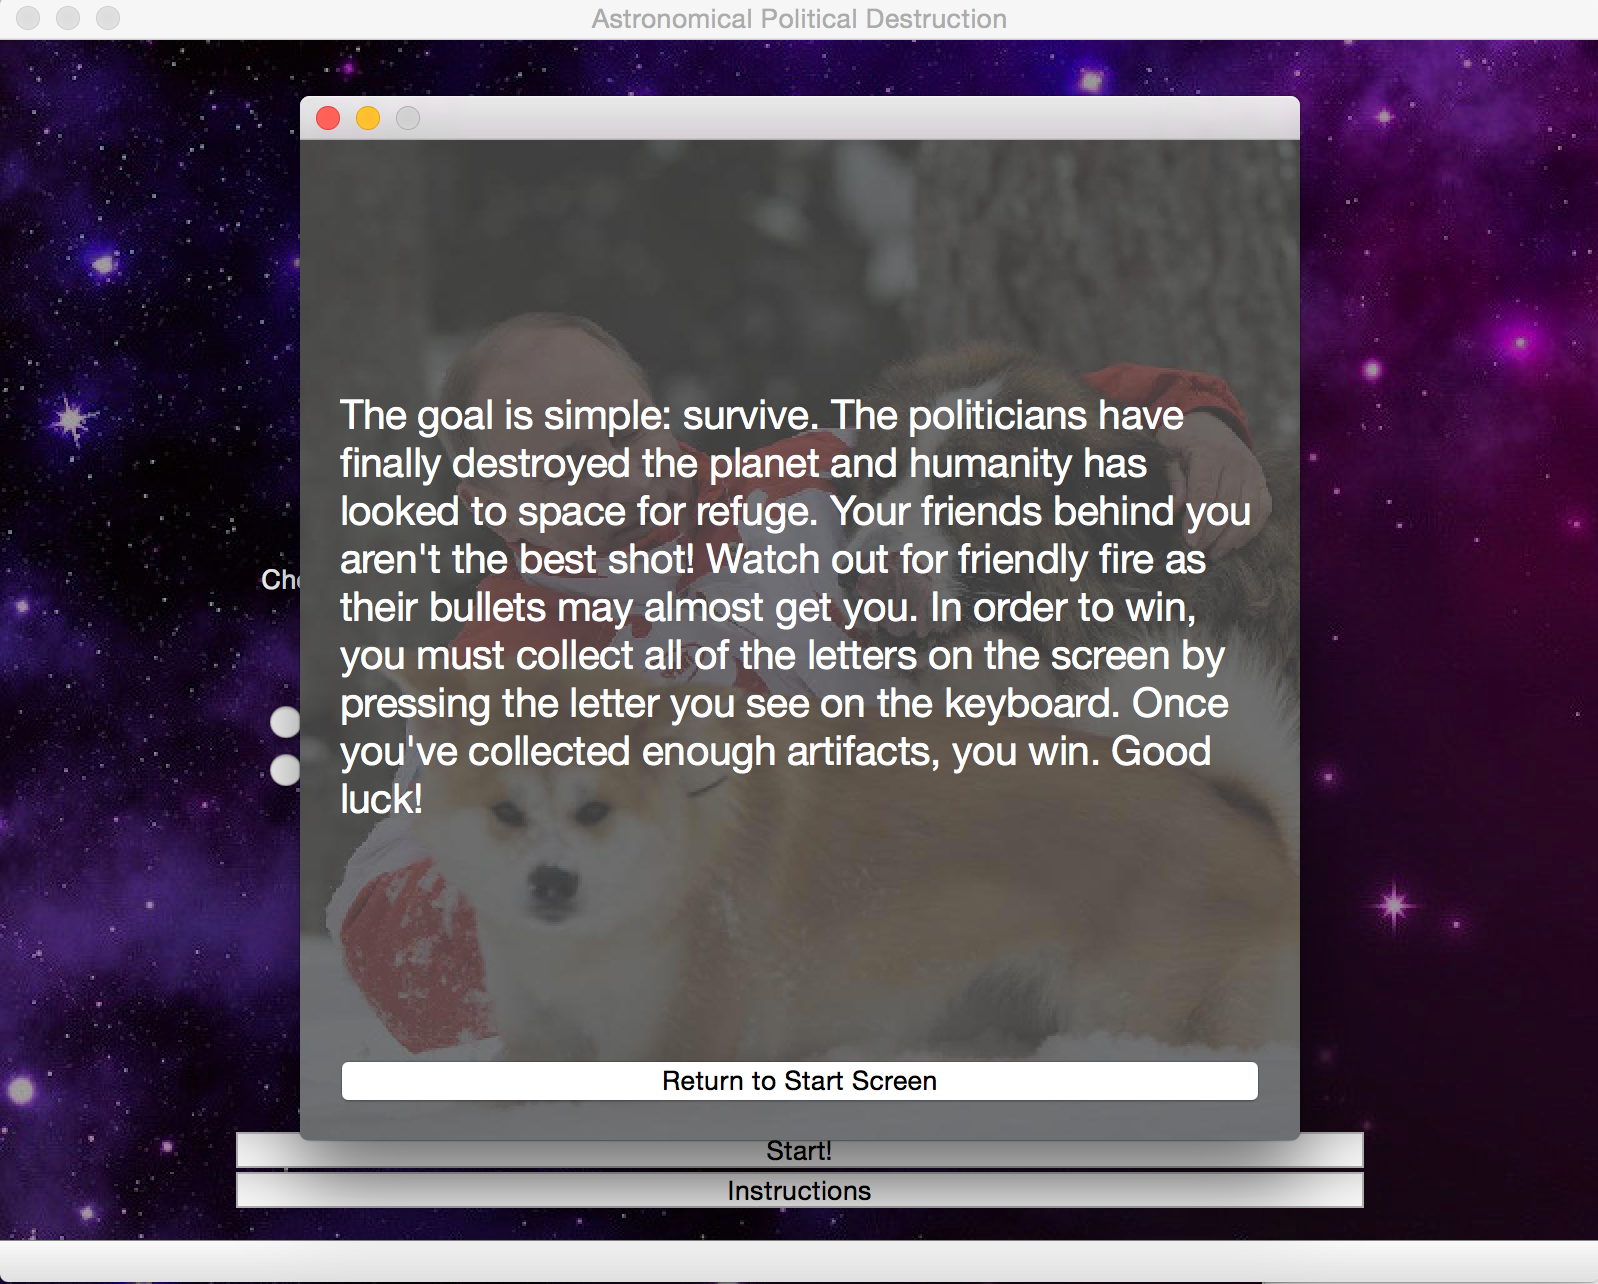 Astronomical Political Destruction
The goal is simple: survive. The politicians have
finally destroyed the planet and humanity has
looked to space for refuge. Your friends behind you
aren't the best shot! Watch out for friendly fire as
their bullets may almost get you. In order to win,
you must collect all of the letters on the screen by
pressing the letter you see on the keyboard. Once
you've collected enough artifacts, you win. Good
luck!
Return to Start Screen
Start!
Instructions